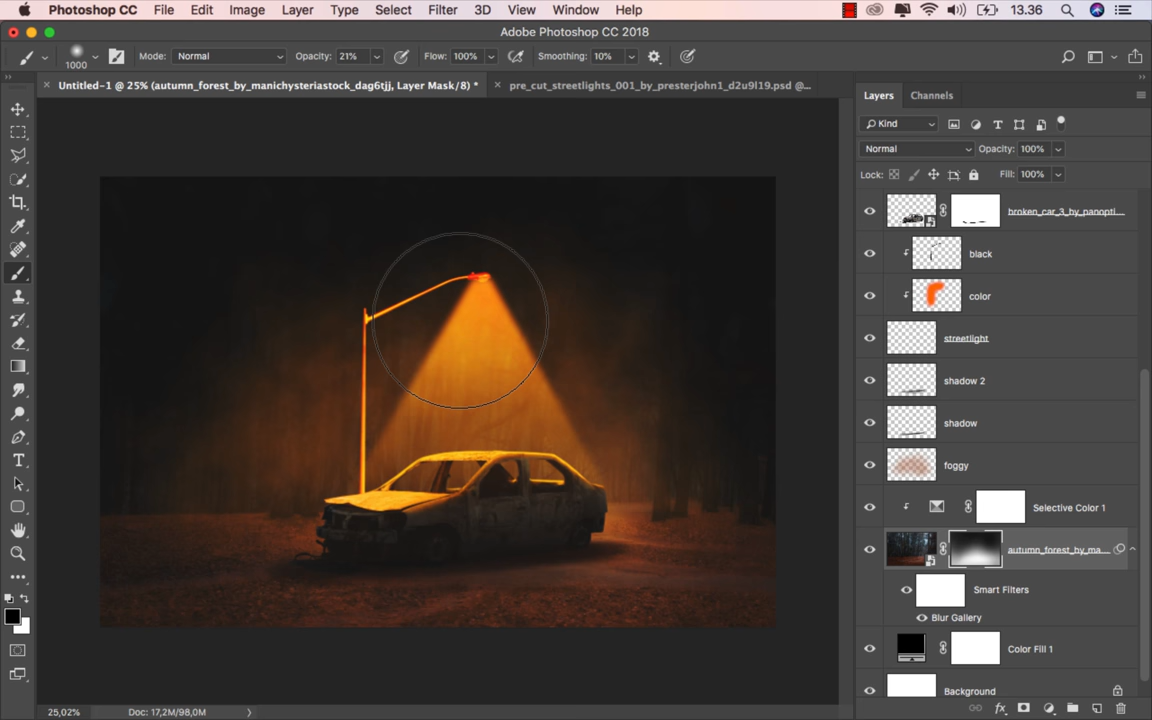 Photoshop CC File Edit Image Layer Type Select Filter 3D View Window Help 13.36
Adobe Photoshop CC 2018
1000 Mode: Normal Opacity: 21% Flow: 100% Smoothing: 10%
Untitled-1 @ 25% (autumn_forest_by_manichysteriastock_dag6tjj, Layer Mask/8) * pre_cut_streetlights_001_by_presterjohn1_d2u9l19.psd @...
Layers Channels
Kind
Normal Opacity: 100%
Lock: Fill: 100%
broken_car_3_by_panopti...
black
color
streetlight
shadow 2
shadow
foggy
Selective Color 1
autumn_forest_by_ma...
Smart Filters
Blur Gallery
Color Fill 1
Background
25,02% Doc: 17,2M/98,0M